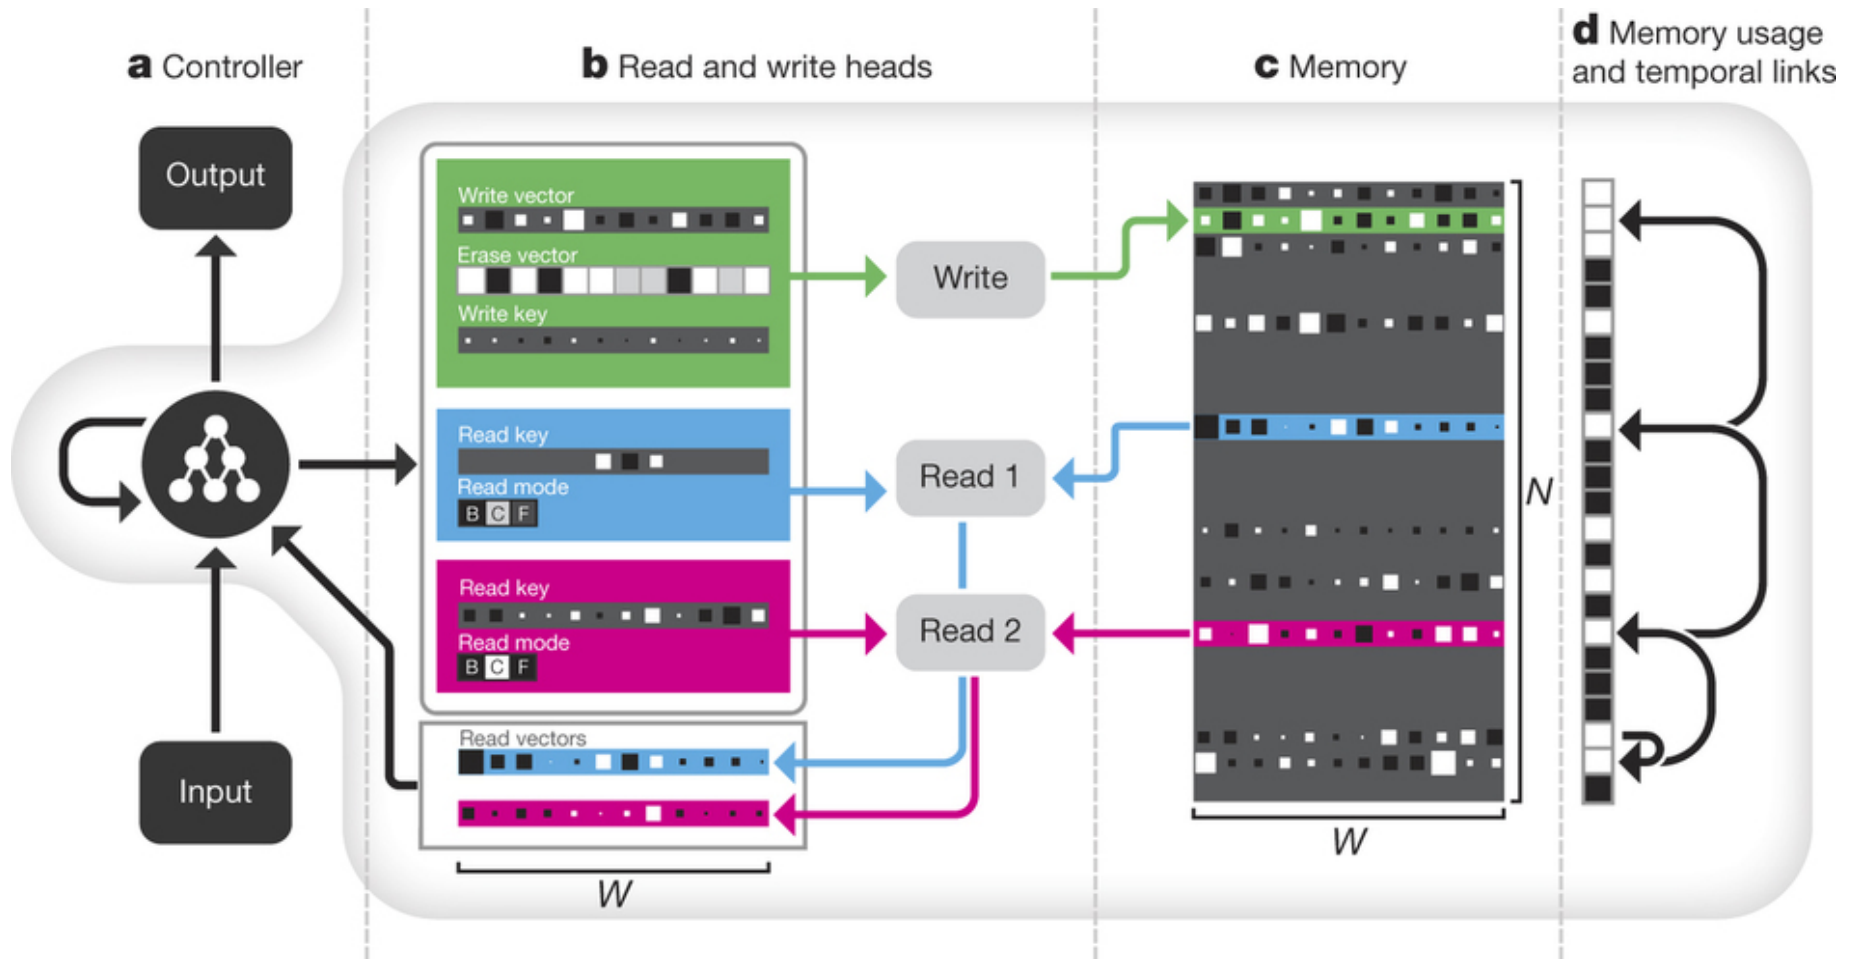 a Controller
b Read and write heads
c Memory
d Memory usage
and temporal links
Output
Input
Write vector
Erase vector
Write key
Read key
Read mode
B C F
Read key
Read mode
B C F
Read vectors
W
Write
Read 1
Read 2
N
W